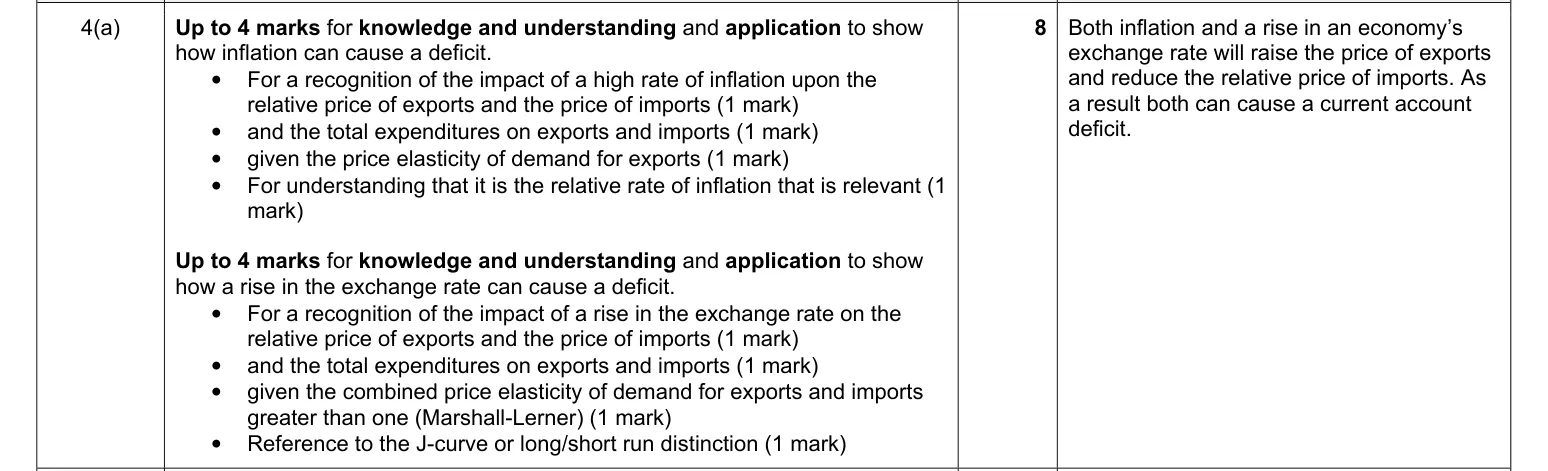 4(a)
Up to 4 marks for knowledge and understanding and application to show
how inflation can cause a deficit.
• For a recognition of the impact of a high rate of inflation upon the
relative price of exports and the price of imports (1 mark)
• and the total expenditures on exports and imports (1 mark)
• given the price elasticity of demand for exports (1 mark)
• For understanding that it is the relative rate of inflation that is relevant (1
mark)
Up to 4 marks for knowledge and understanding and application to show
how a rise in the exchange rate can cause a deficit.
• For a recognition of the impact of a rise in the exchange rate on the
relative price of exports and the price of imports (1 mark)
• and the total expenditures on exports and imports (1 mark)
• given the combined price elasticity of demand for exports and imports
greater than one (Marshall-Lerner) (1 mark)
• Reference to the J-curve or long/short run distinction (1 mark)
8
Both inflation and a rise in an economy’s
exchange rate will raise the price of exports
and reduce the relative price of imports. As
a result both can cause a current account
deficit.